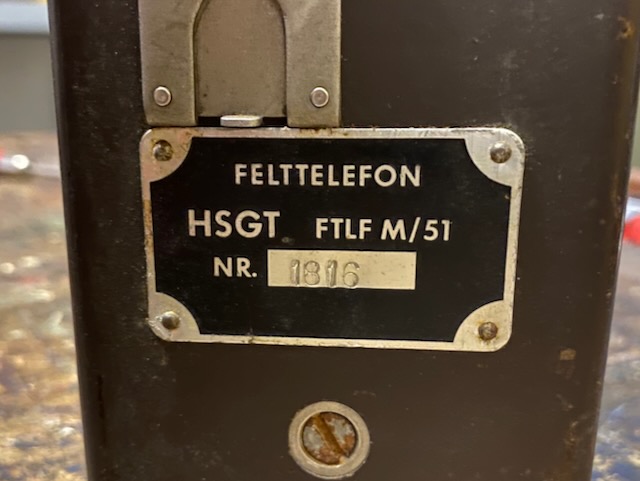 FELTTELEFON
HSGT FTLF M/51
NR. 1816